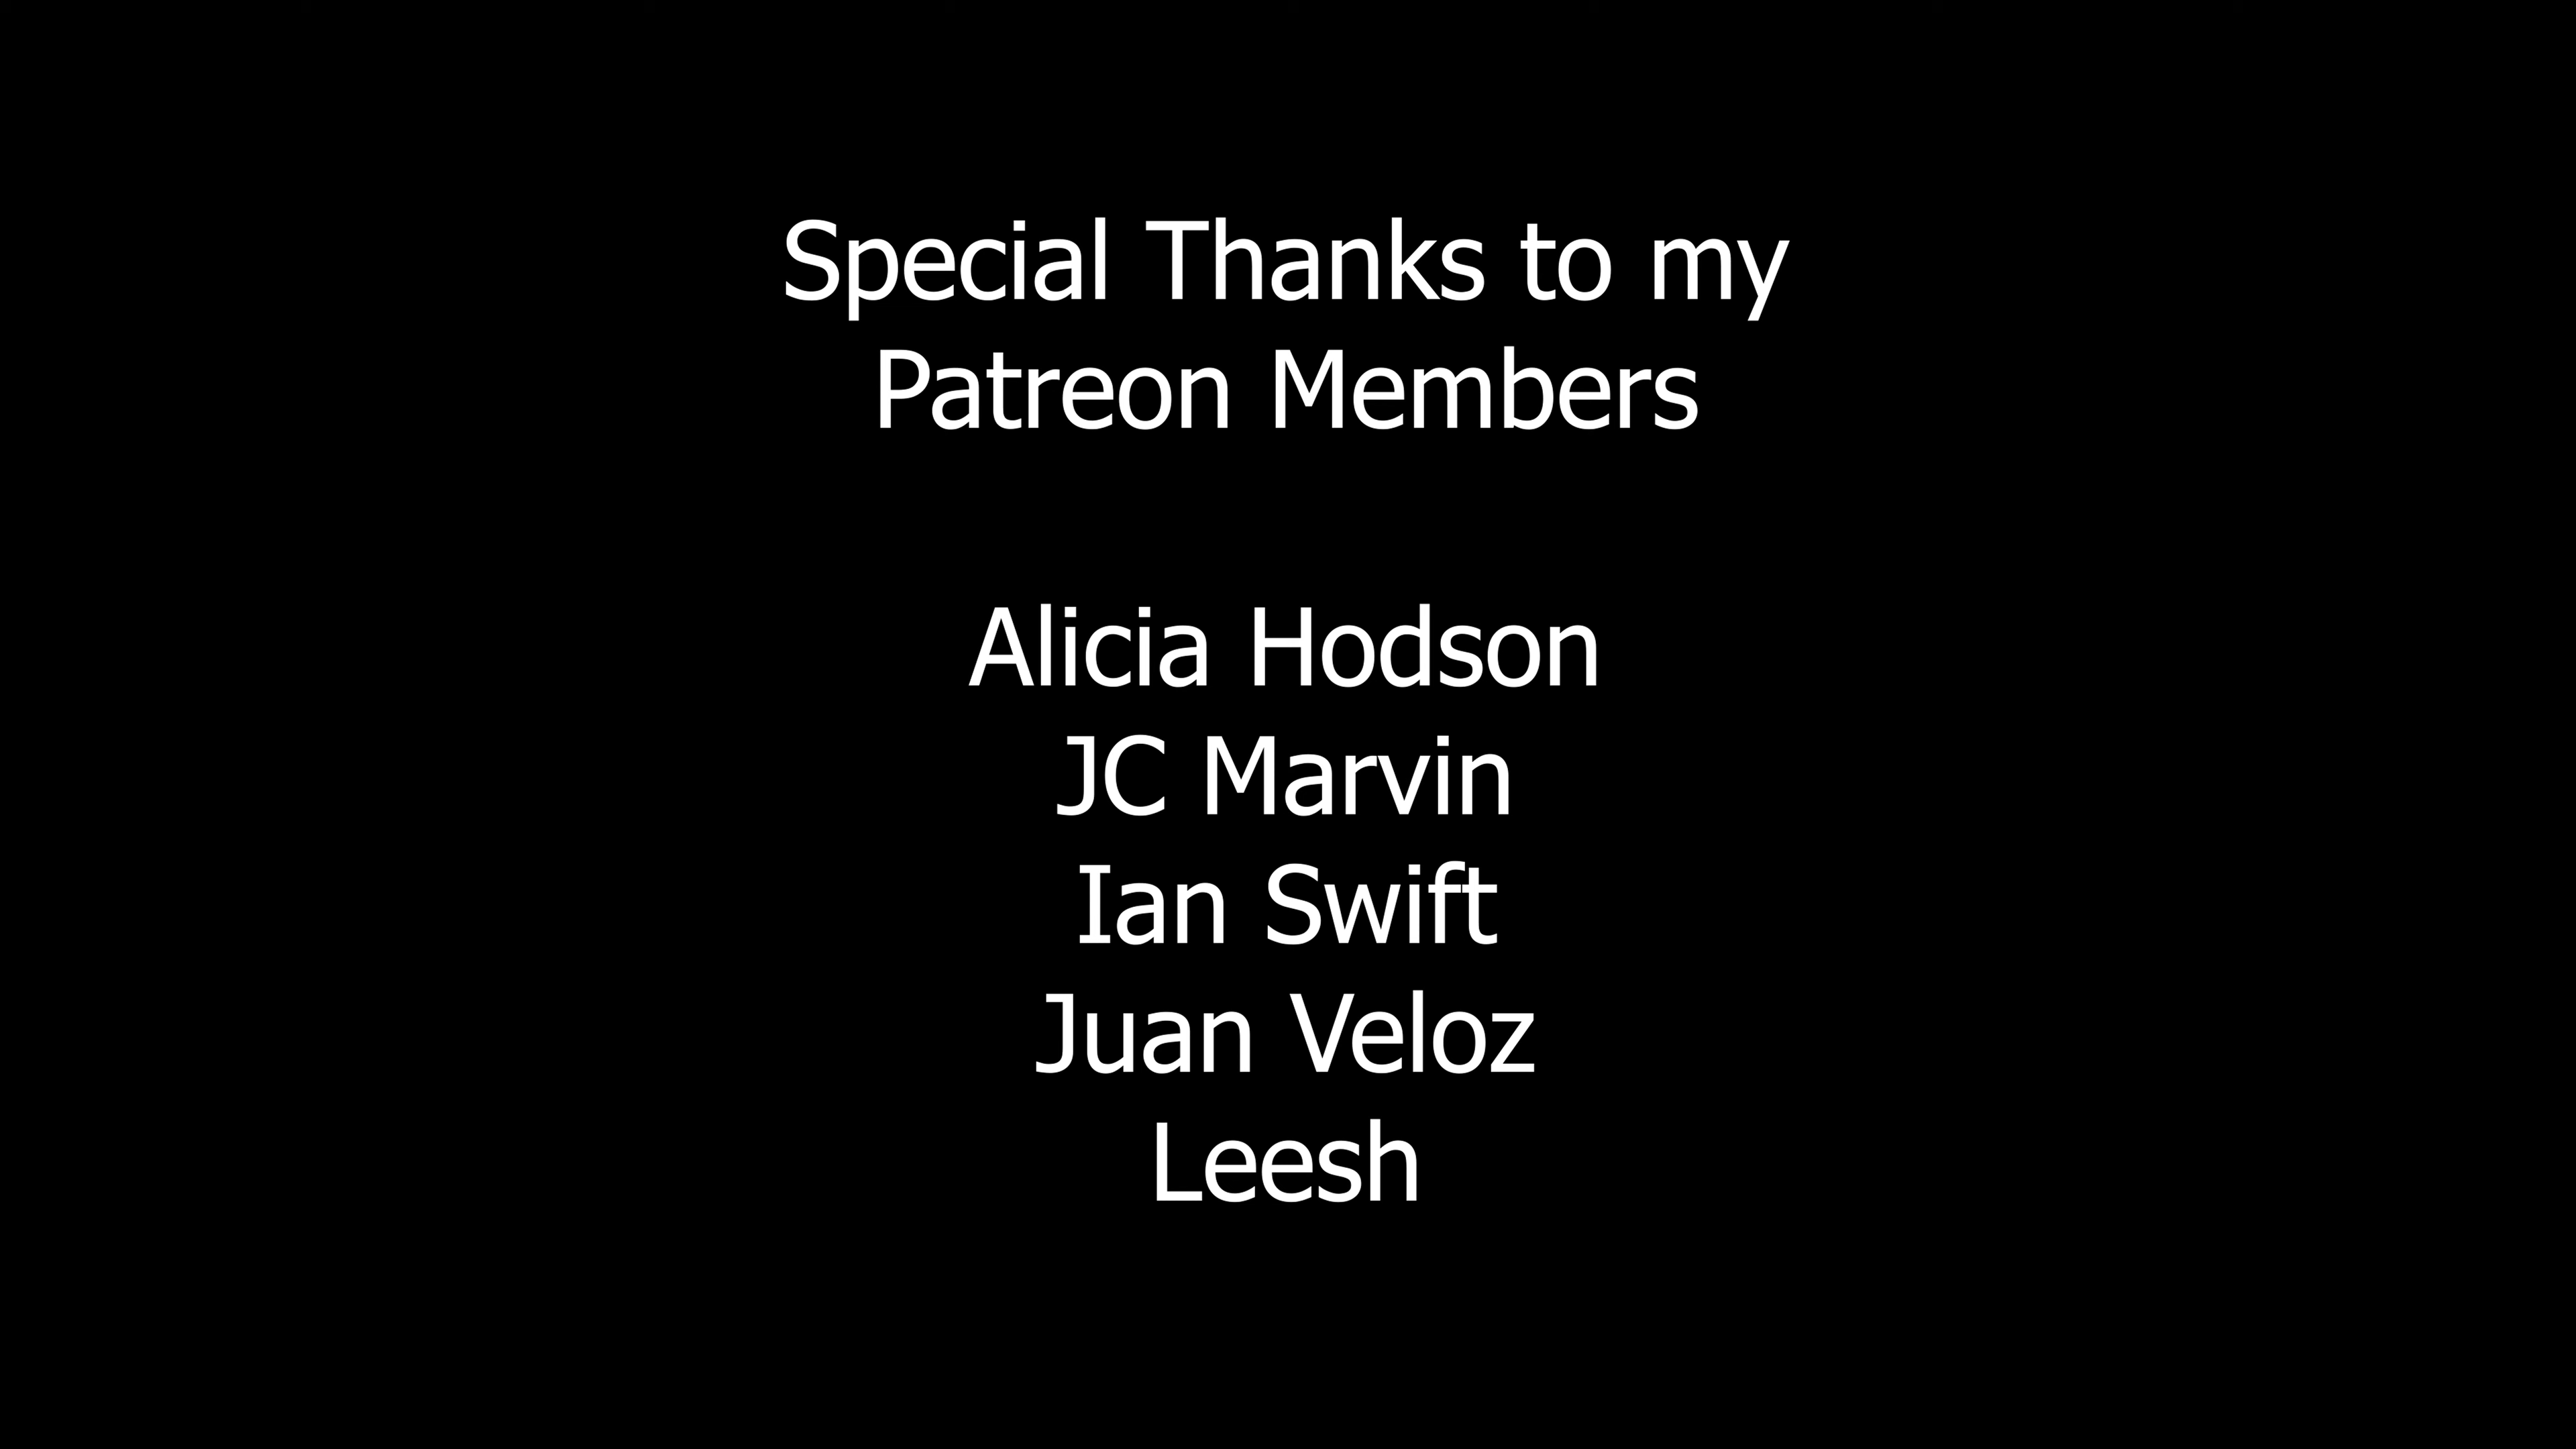 Special Thanks to my
Patreon Members
Alicia Hodson
JC Marvin
Ian Swift
Juan Veloz
Leesh